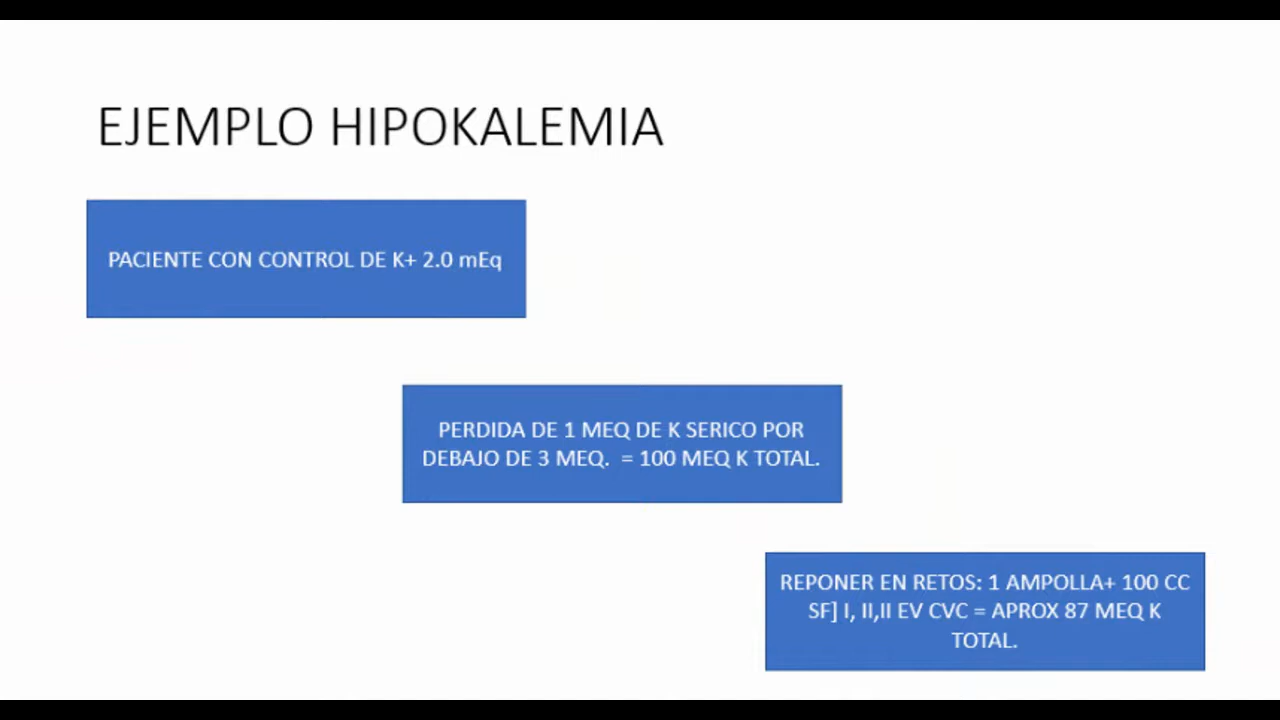 EJEMPLO HIPOKALEMIA
PACIENTE CON CONTROL DE K+ 2.0 mEq
PERDIDA DE 1 MEQ DE K SERICO POR
DEBAJO DE 3 MEQ. = 100 MEQ K TOTAL.
REPONER EN RETOS: 1 AMPOLLA+ 100 CC
SF] I, II,II EV CVC = APROX 87 MEQ K
TOTAL.